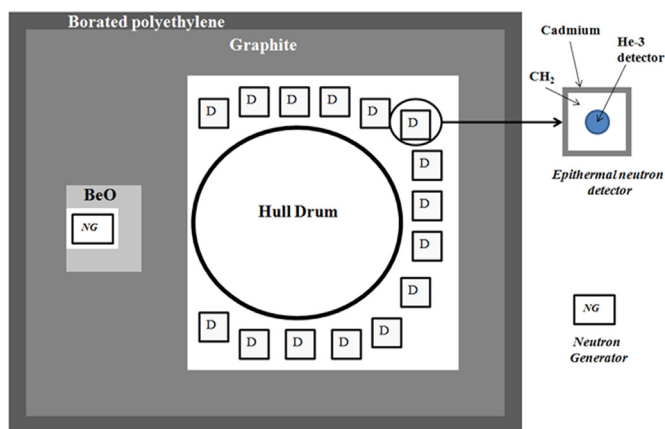 Borated polyethylene
Graphite
Cadmium
He-3
detector
CH₂
D
D
D
D
D
D
D
BeO
NG
Hull Drum
D
D
D
D
D
D
D
D
D
Epithermal neutron
detector
NG
Neutron
Generator